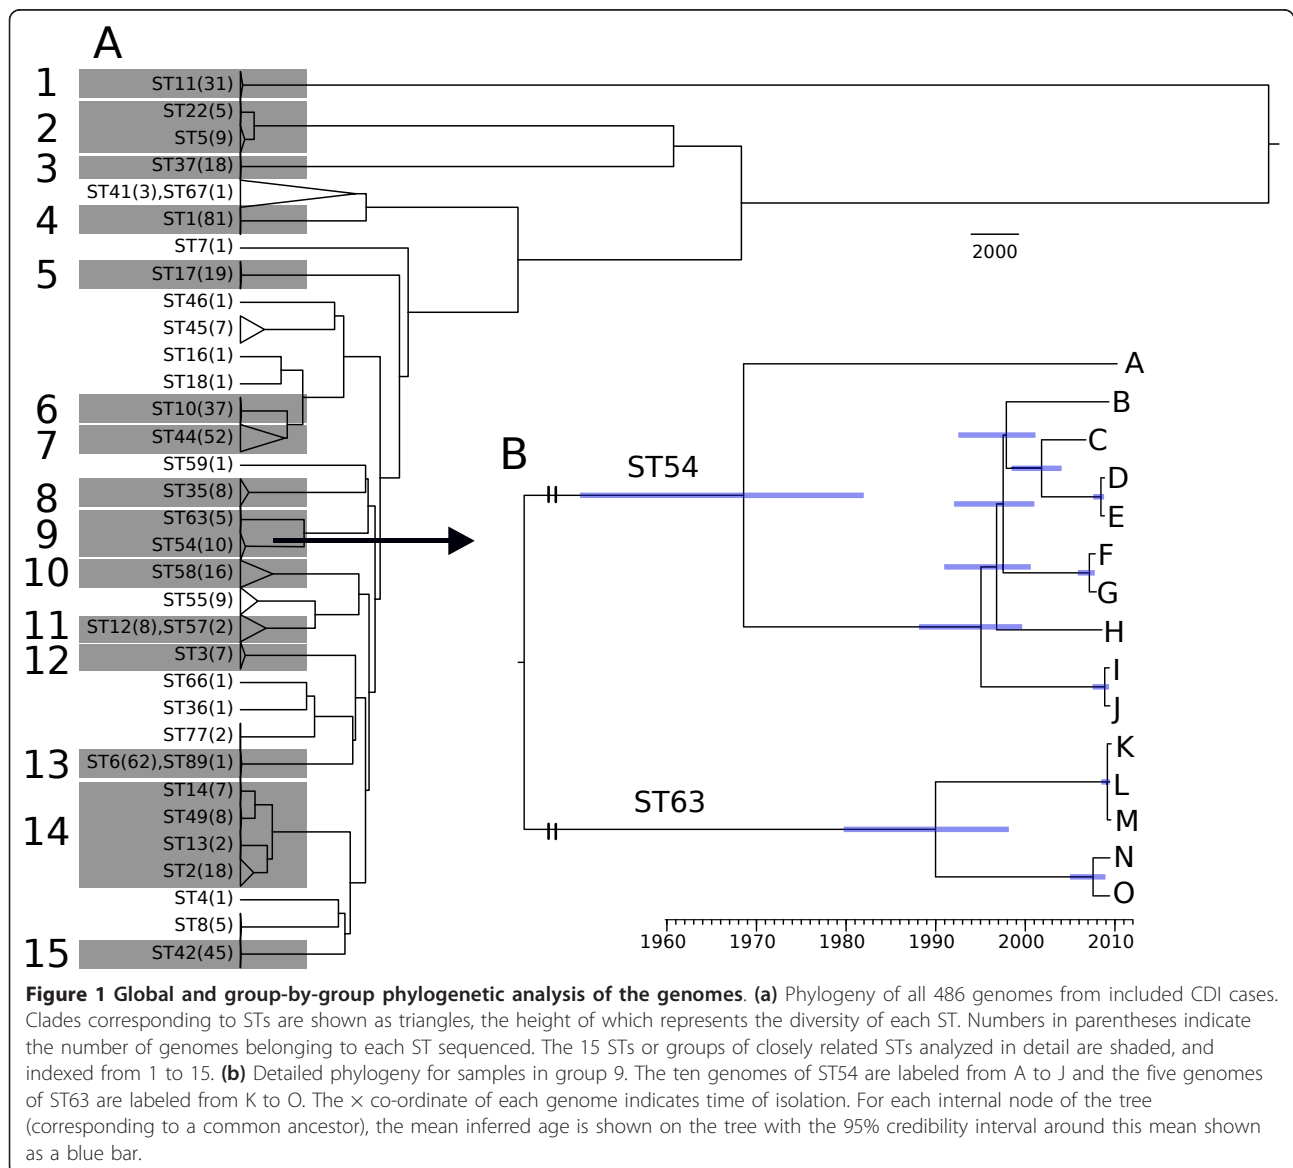 A
1
ST11(31)
ST22(5)
2
ST5(9)
3
ST37(18)
ST41(3),ST67(1)
4
ST1(81)
ST7(1)
5
ST17(19)
ST46(1)
ST45(7)
ST16(1)
ST18(1)
6
ST10(37)
7
ST44(52)
ST59(1)
8
ST35(8)
ST63(5)
9
ST54(10)
10
ST58(16)
ST55(9)
11
ST12(8),ST57(2)
12
ST3(7)
ST66(1)
ST36(1)
ST77(2)
13
ST6(62),ST89(1)
ST14(7)
ST49(8)
14
ST13(2)
ST2(18)
ST4(1)
ST8(5)
15
ST42(45)
2000
B
ST54
ST63
A
B
C
D
E
F
G
H
I
J
K
L
M
N
O
1960 1970 1980 1990 2000 2010
Figure 1 Global and group-by-group phylogenetic analysis of the genomes. (a) Phylogeny of all 486 genomes from included CDI cases.
Clades corresponding to STs are shown as triangles, the height of which represents the diversity of each ST. Numbers in parentheses indicate
the number of genomes belonging to each ST sequenced. The 15 STs or groups of closely related STs analyzed in detail are shaded, and
indexed from 1 to 15. (b) Detailed phylogeny for samples in group 9. The ten genomes of ST54 are labeled from A to J and the five genomes
of ST63 are labeled from K to O. The × co-ordinate of each genome indicates time of isolation. For each internal node of the tree
(corresponding to a common ancestor), the mean inferred age is shown on the tree with the 95% credibility interval around this mean shown
as a blue bar.